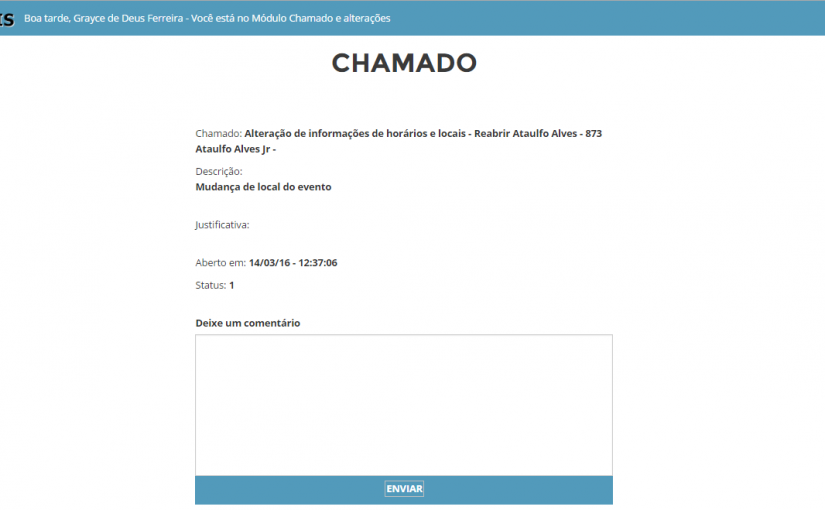 IS Boa tarde, Grayce de Deus Ferreira - Você está no Módulo Chamado e alterações
CHAMADO
Chamado: Alteração de informações de horários e locais - Reabrir Ataulfo Alves - 873
Ataulfo Alves Jr -
Descrição:
Mudança de local do evento
Justificativa:
Aberto em: 14/03/16 - 12:37:06
Status: 1
Deixe um comentário
ENVIAR